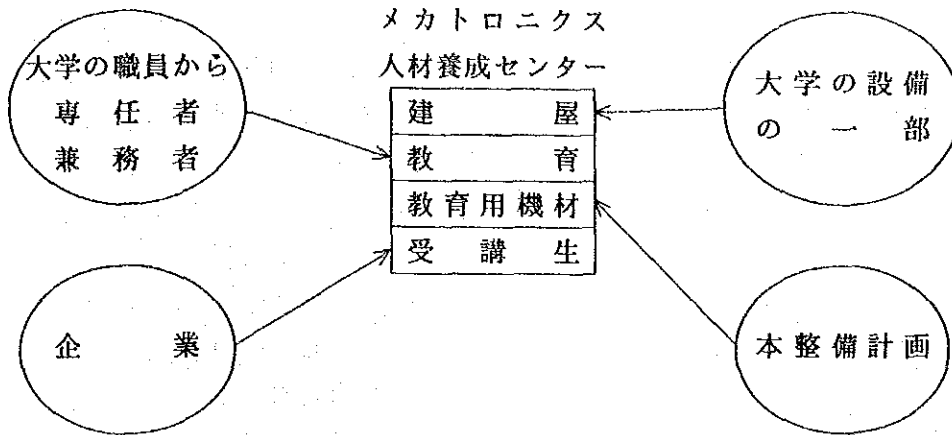 メカトロニクス
人材養成センター
大学の職員から
専任者
兼務者
建屋
教育
教育用機材
受講生
大学の設備
の一部
企業
本整備計画